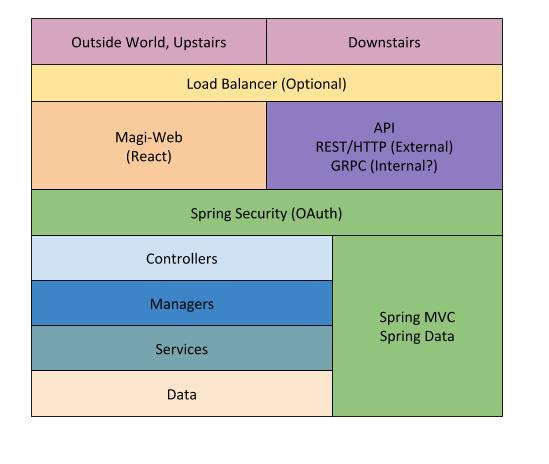 Outside World, Upstairs
Downstairs
Load Balancer (Optional)
Magi-Web
(React)
API
REST/HTTP (External)
GRPC (Internal?)
Spring Security (OAuth)
Controllers
Managers
Services
Data
Spring MVC
Spring Data